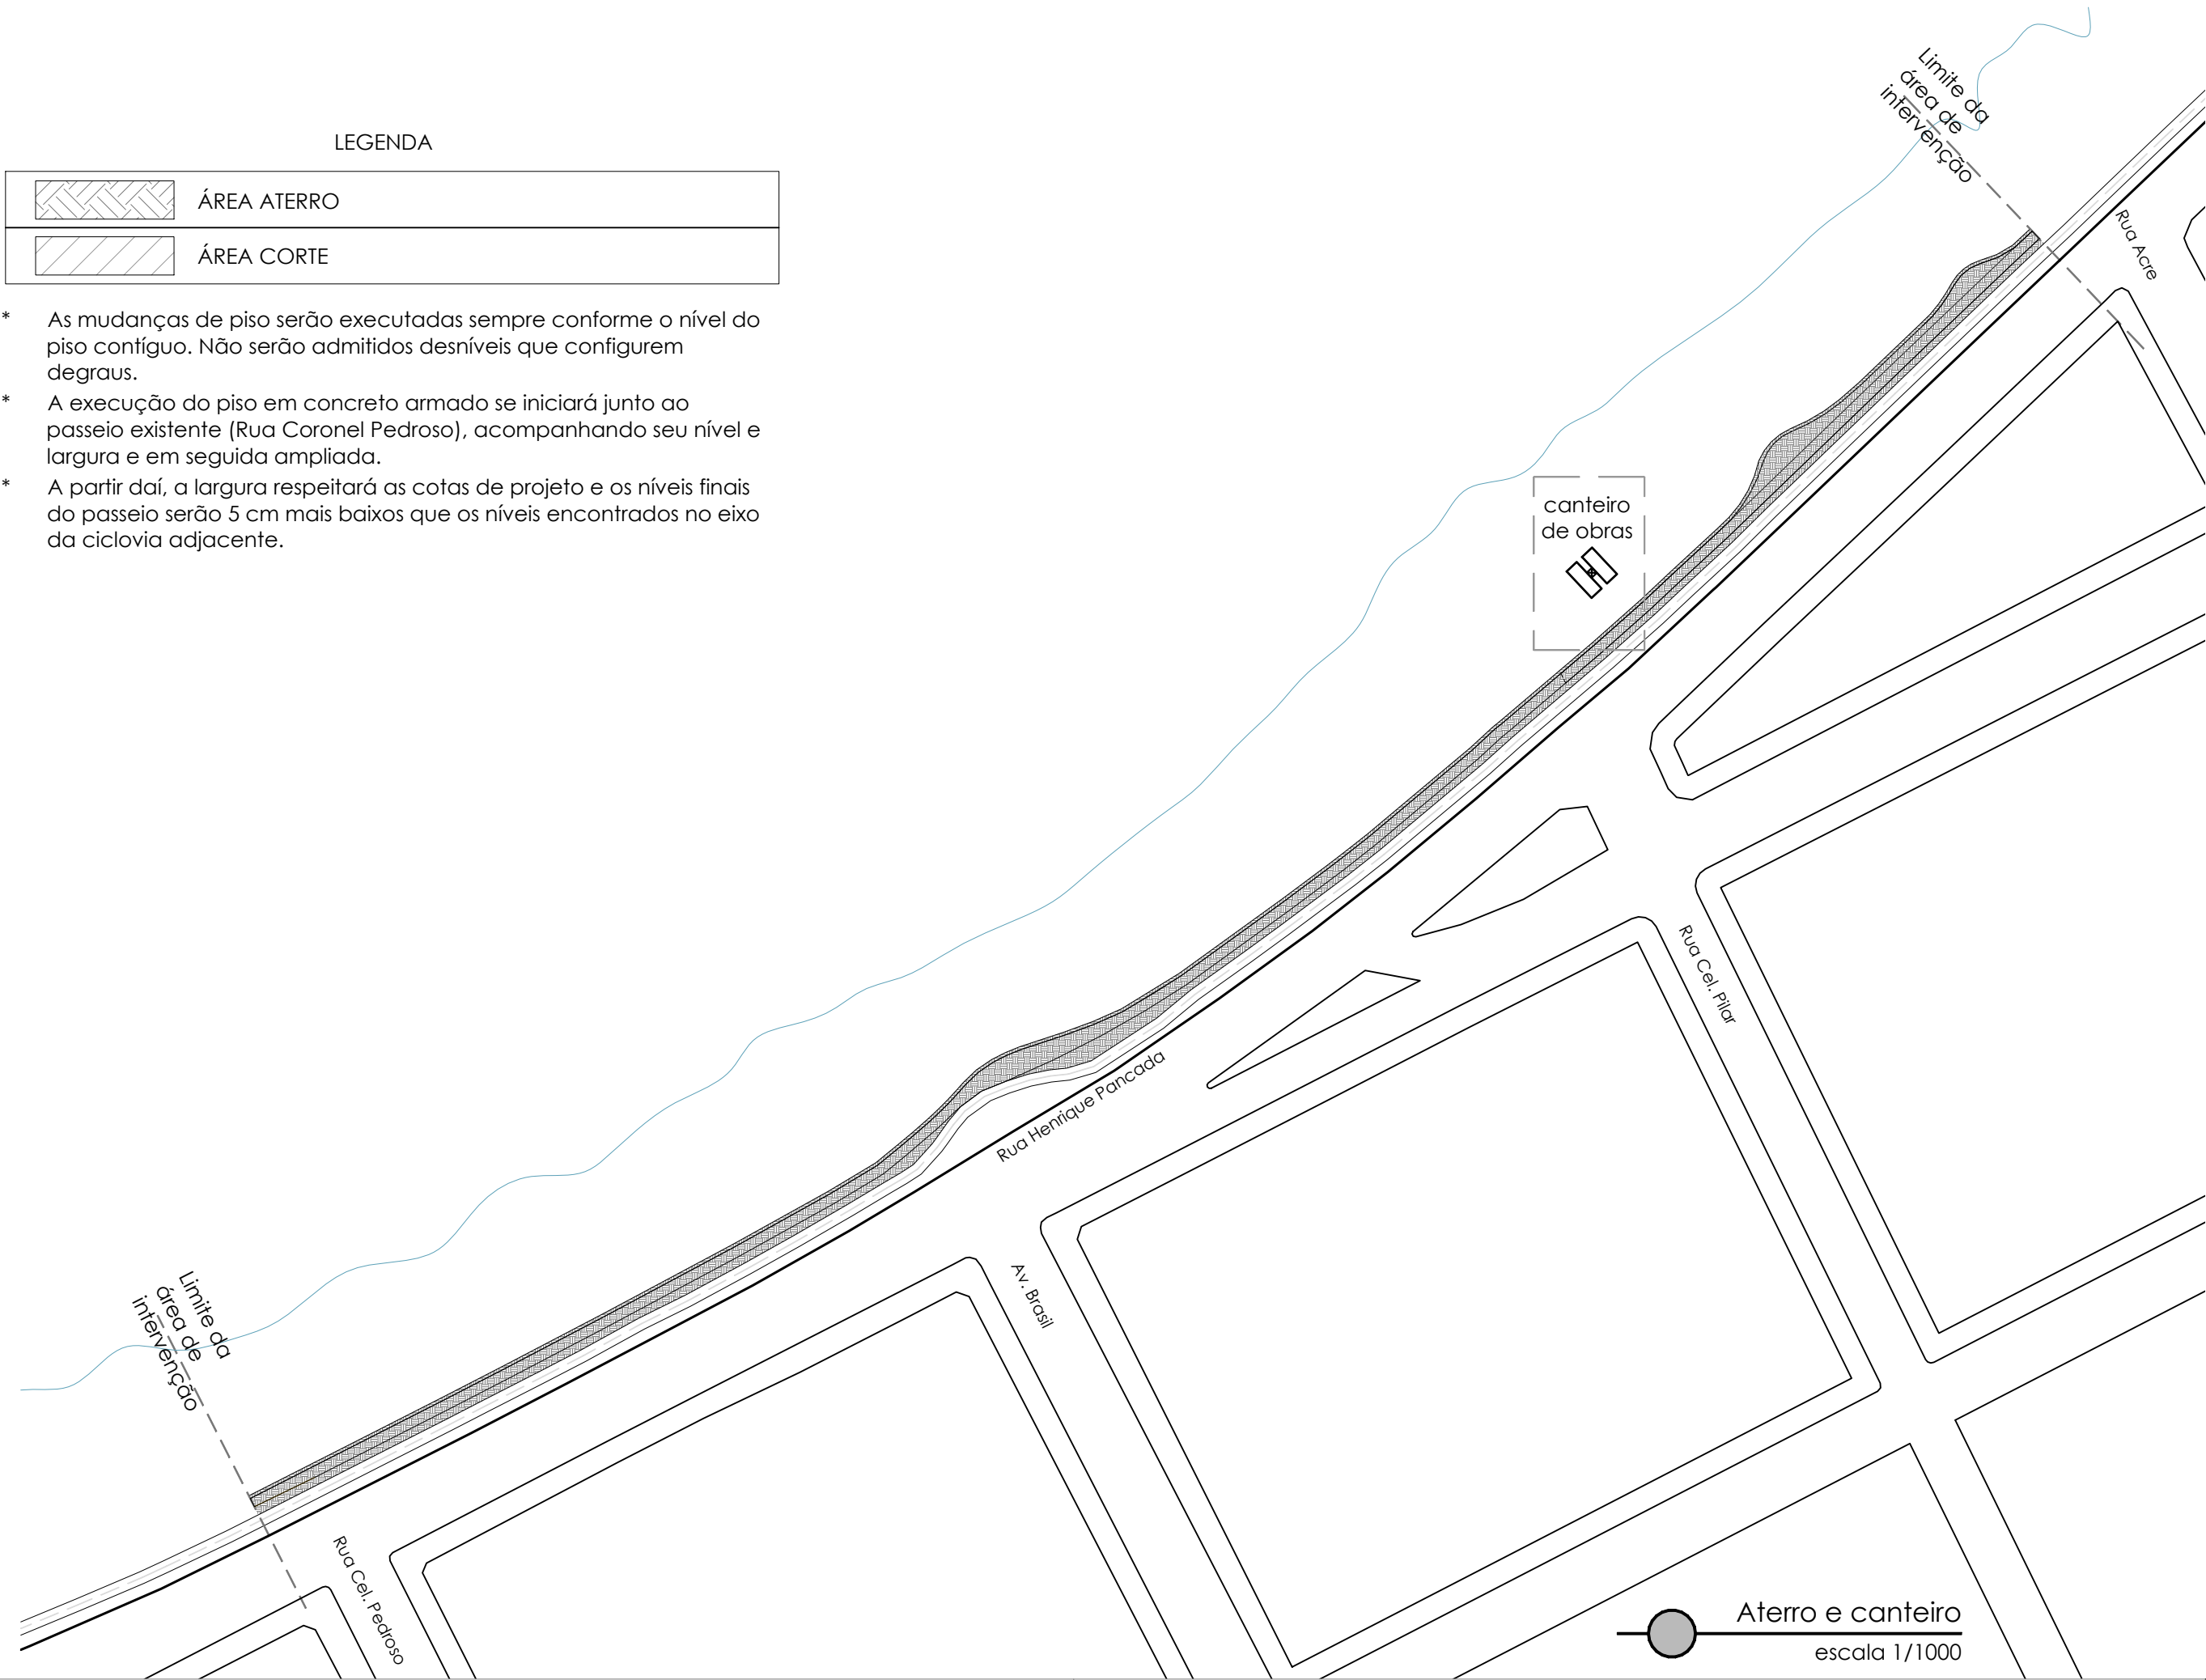 LEGENDA
ÁREA ATERRO
ÁREA CORTE
* As mudanças de piso serão executadas sempre conforme o nível do
piso contíguo. Não serão admitidos desníveis que configurem
degraus.
* A execução do piso em concreto armado se iniciará junto ao
passeio existente (Rua Coronel Pedroso), acompanhando seu nível e
largura e em seguida ampliada.
* A partir daí, a largura respeitará as cotas de projeto e os níveis finais
do passeio serão 5 cm mais baixos que os níveis encontrados no eixo
da ciclovia adjacente.
Limite da
área de
intervenção
Rua Acre
canteiro
de obras
Rua Cel. Pilar
Rua Henrique Pancada
Av. Brasil
Limite da
área de
intervenção
Rua Cel. Pedroso
Aterro e canteiro
escala 1/1000